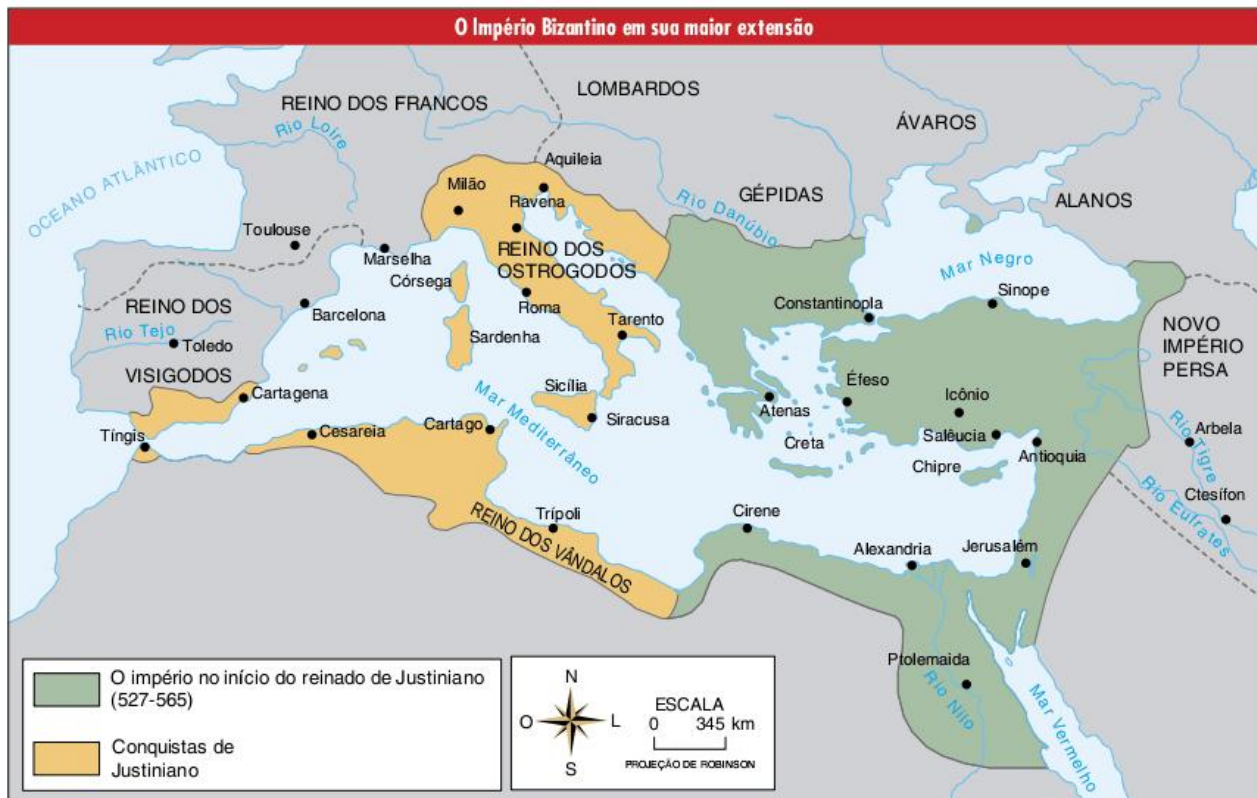 O Império Bizantino em sua maior extensão
LOMBARDOS
REINO DOS FRANCOS
Rio Loire
ÁVAROS
OCEANO ATLÂNTICO
Aquileia
Milão
Ravena
Rio Danúbio
GÉPIDAS
ALANOS
Toulouse
Marselha
Córsega
REINO DOS
OSTROGODOS
Mar Negro
Sinope
Constantinopla
REINO DOS
VISIGODOS
Barcelona
Rio Tejo
Toledo
Roma
Tarento
Sardenha
NOVO
IMPÉRIO
PERSA
Cartagena
Sicília
Siracusa
Mar Mediterrâneo
Éfeso
Icônio
Atenas
Tíngis
Cesareia
Cartago
Creta
Salêucia
Chipre
Antioquia
Arbela
Rio Tigre
Ctesífon
Rio Eufrates
Trípoli
REINO DOS VÂNDALOS
Cirene
Alexandria
Jerusalém
Ptolemaida
Rio Nilo
Mar Vermelho
O império no início do reinado de Justiniano
(527-565)
Conquistas de
Justiniano
N
O
L
S
ESCALA
0 345 km
PROJEÇÃO DE ROBINSON